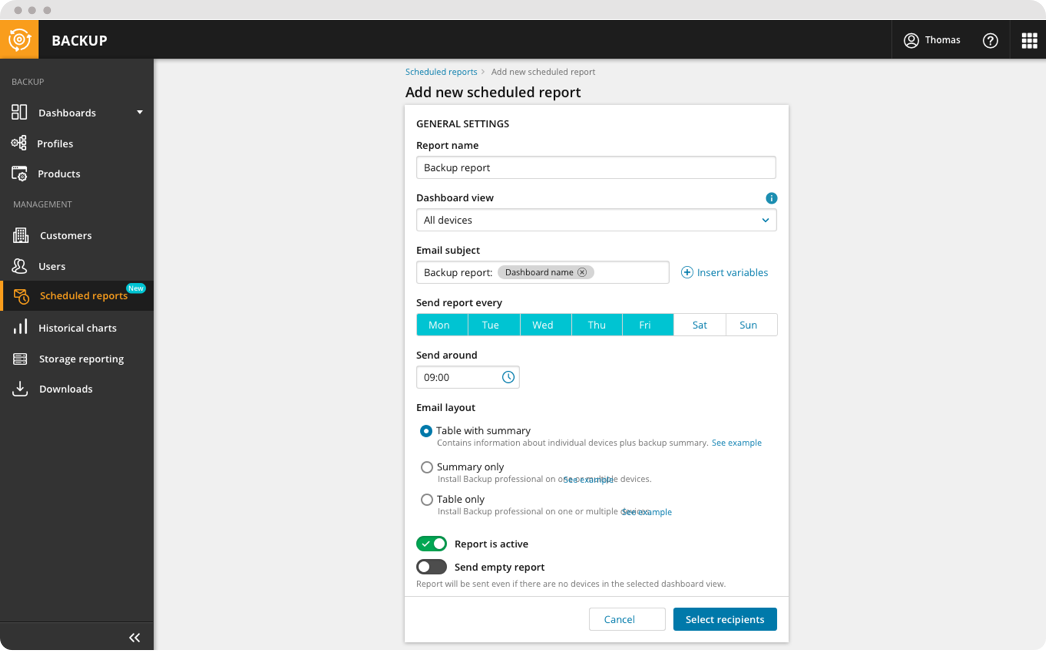 BACKUP
Thomas
BACKUP
Dashboards
Profiles
Products
MANAGEMENT
Customers
Users
Scheduled reports New
Historical charts
Storage reporting
Downloads
Scheduled reports > Add new scheduled report
Add new scheduled report
GENERAL SETTINGS
Report name
Backup report
Dashboard view
All devices
Email subject
Backup report: Dashboard name
Insert variables
Send report every
Mon Tue Wed Thu Fri Sat Sun
Send around
09:00
Email layout
Table with summary
Contains information about individual devices plus backup summary. See example
Summary only
Install Backup professional on one or multiple devices. See example
Table only
Install Backup professional on one or multiple devices. See example
Report is active
Send empty report
Report will be sent even if there are no devices in the selected dashboard view.
Cancel
Select recipients